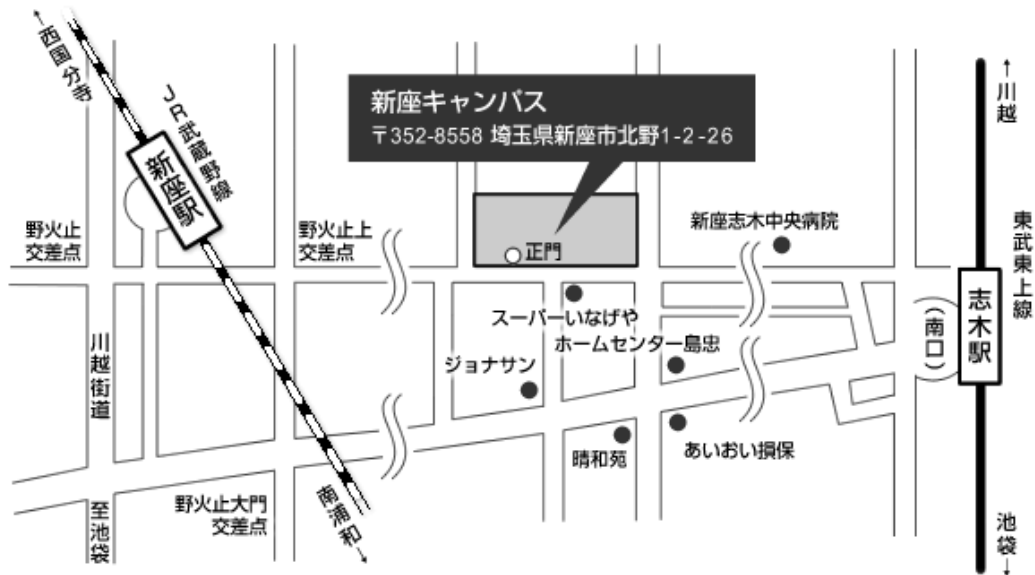 ←西国分寺
JR武蔵野線
新座駅
新座キャンパス
〒352-8558 埼玉県新座市北野1-2-26
↑川越
東武東上線
野火止
交差点
野火止上
交差点
正門
新座志木中央病院
志木駅
(南口)
スーパーいなげや
ホームセンター島忠
ジョナサン
川越街道
晴和苑
あいおい損保
野火止大門
交差点
至池袋
南浦和→
池袋→